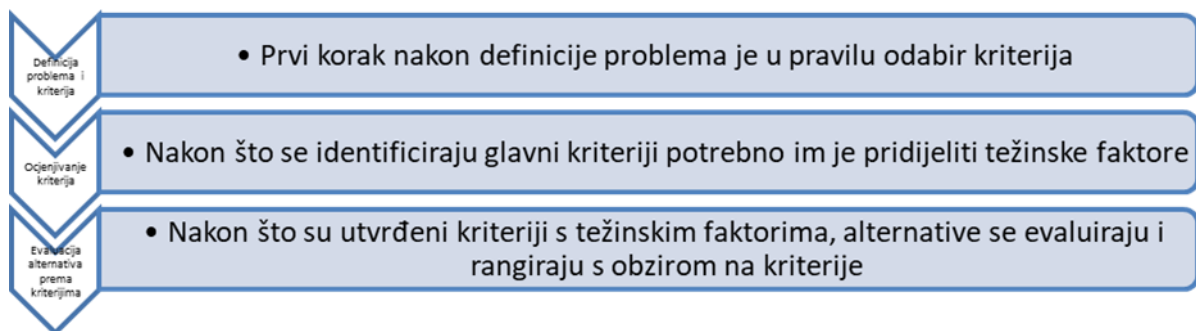 Definicija
problema i
kriterija
• Prvi korak nakon definicije problema je u pravilu odabir kriterija
Ocjenjivanje
kriterija
• Nakon što se identificiraju glavni kriteriji potrebno im je pridijeliti težinske faktore
Evaluacija
alternativa
prema
kriterijima
• Nakon što su utvrđeni kriteriji s težinskim faktorima, alternative se evaluiraju i
rangiraju s obzirom na kriterije